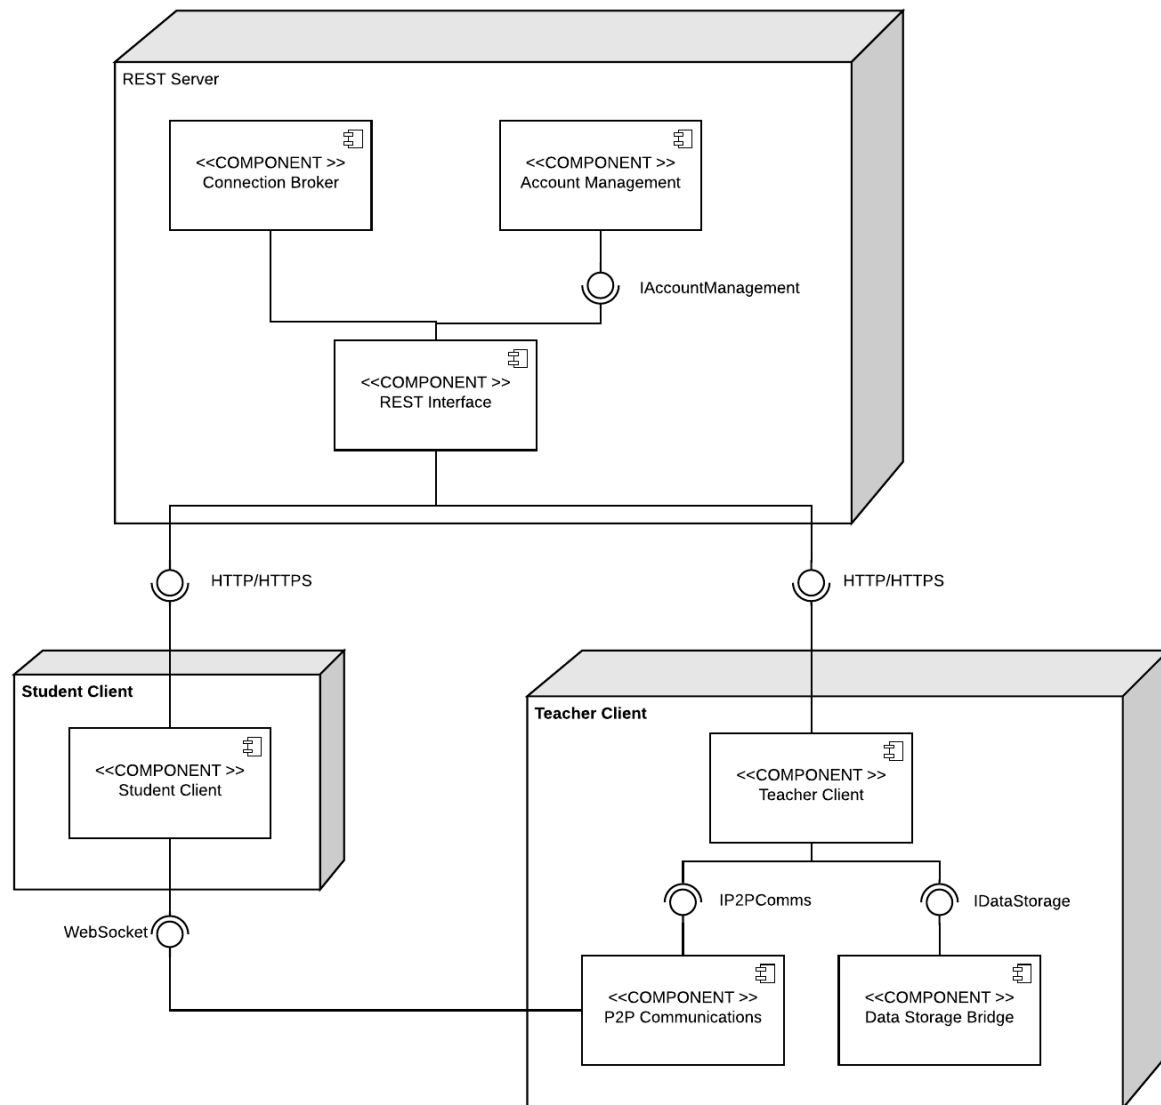 REST Server
<<COMPONENT >>
Connection Broker
<<COMPONENT >>
Account Management
IAccountManagement
<<COMPONENT >>
REST Interface
HTTP/HTTPS
HTTP/HTTPS
Student Client
<<COMPONENT >>
Student Client
WebSocket
Teacher Client
<<COMPONENT >>
Teacher Client
IP2PComms
IDataStorage
<<COMPONENT >>
P2P Communications
<<COMPONENT >>
Data Storage Bridge